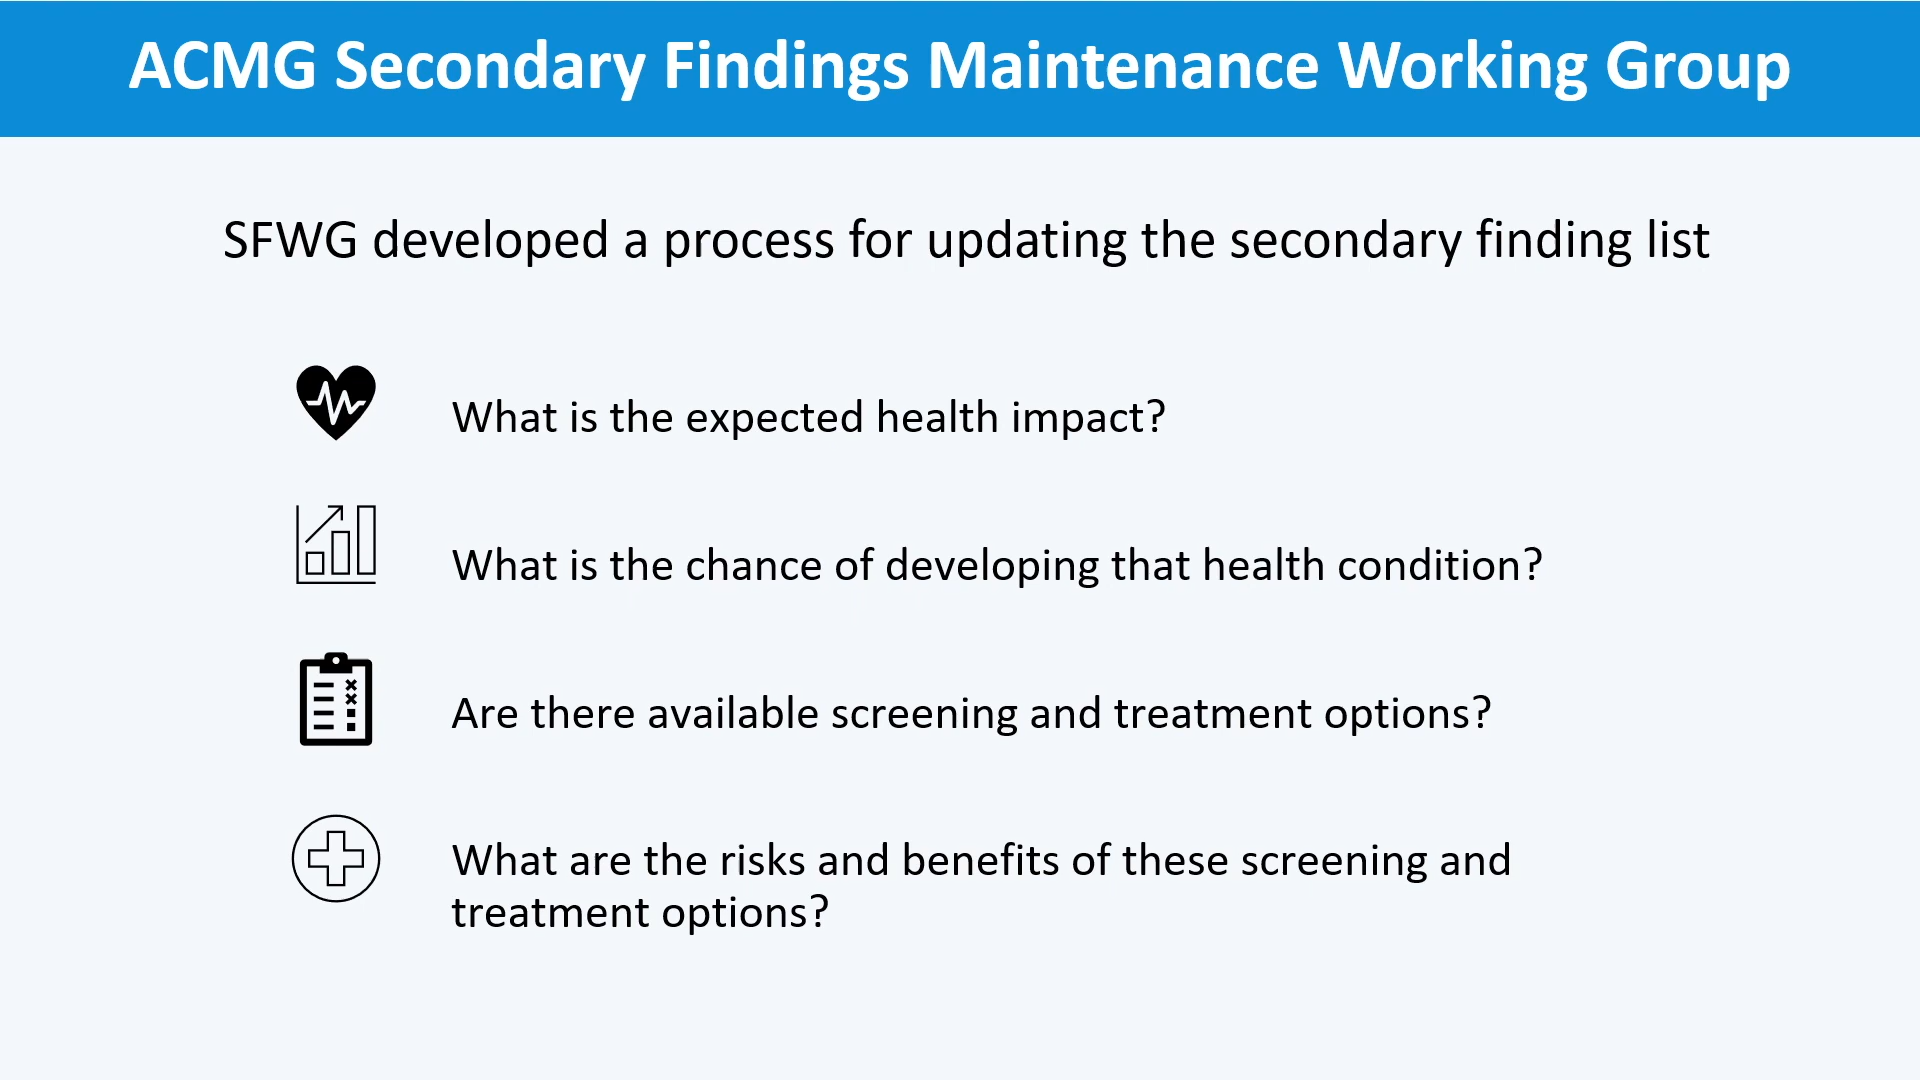 ACMG Secondary Findings Maintenance Working Group
SFWG developed a process for updating the secondary finding list
What is the expected health impact?
What is the chance of developing that health condition?
Are there available screening and treatment options?
What are the risks and benefits of these screening and
treatment options?